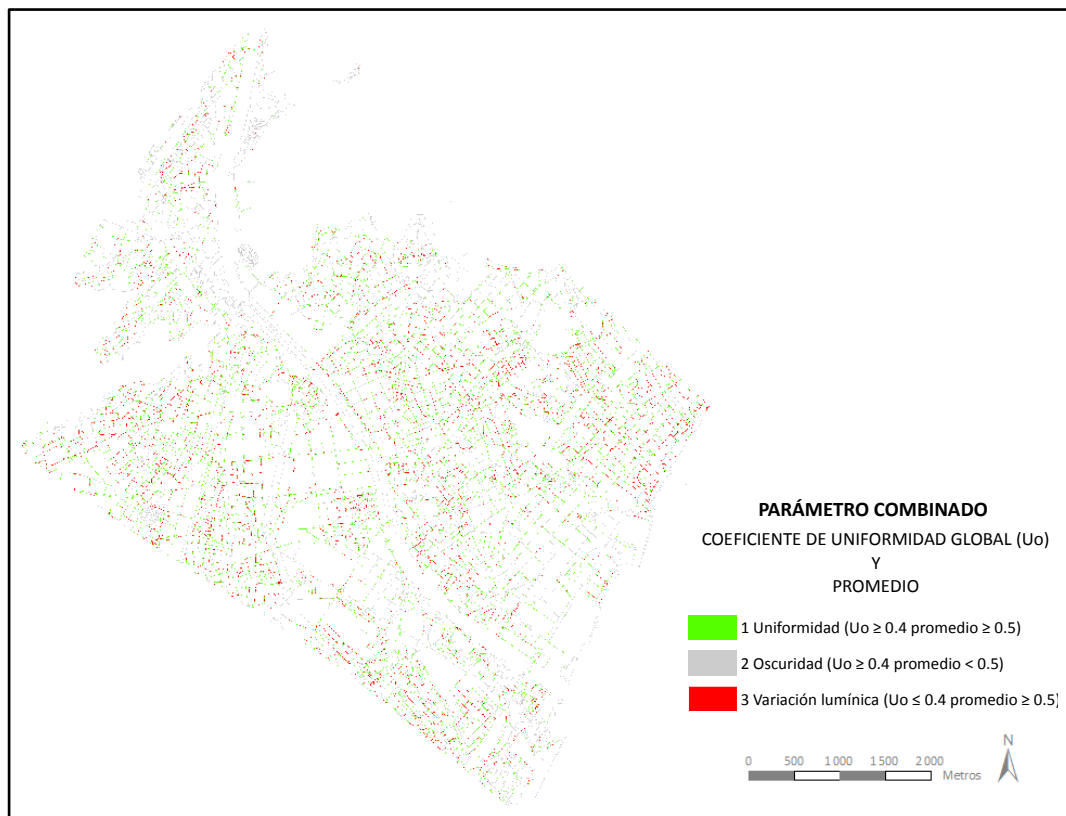 PARÁMETRO COMBINADO
COEFICIENTE DE UNIFORMIDAD GLOBAL (Uo)
Y
PROMEDIO
1 Uniformidad (Uo ≥ 0.4 promedio ≥ 0.5)
2 Oscuridad (Uo ≥ 0.4 promedio < 0.5)
3 Variación lumínica (Uo ≤ 0.4 promedio ≥ 0.5)
N
0 500 1 000 1 500 2 000
Metros